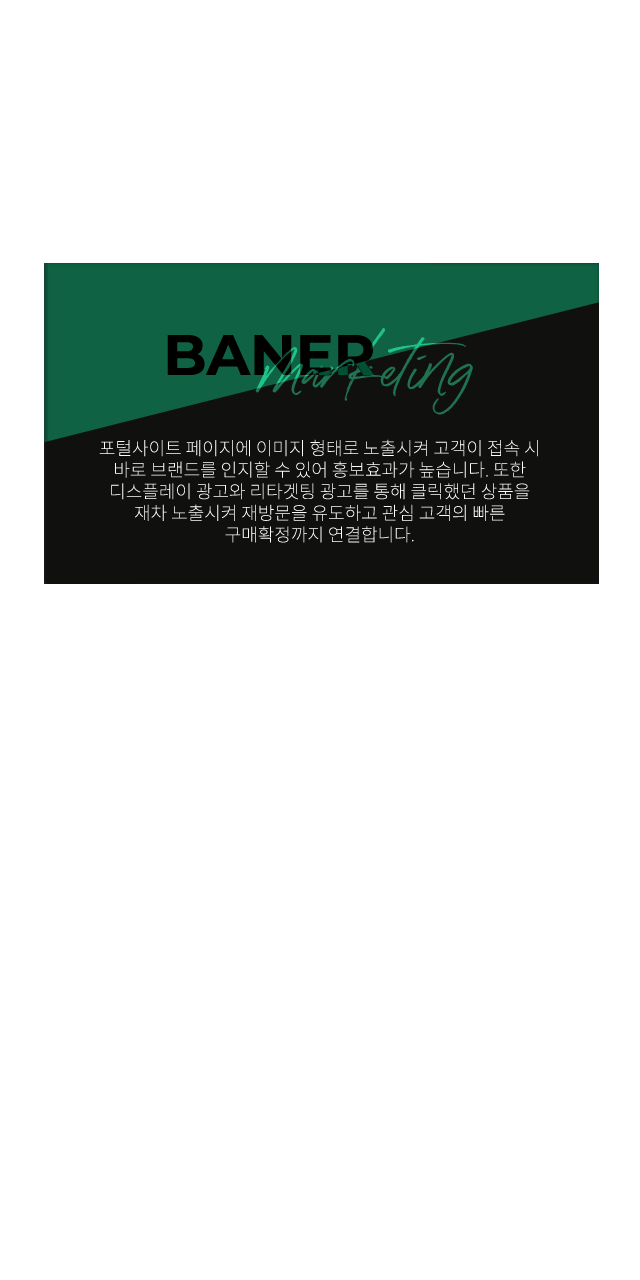 BANER
Marketing
포털사이트 페이지에 이미지 형태로 노출시켜 고객이 접속 시
바로 브랜드를 인지할 수 있어 홍보효과가 높습니다. 또한
디스플레이 광고와 리타겟팅 광고를 통해 클릭했던 상품을
재차 노출시켜 재방문을 유도하고 관심 고객의 빠른
구매확정까지 연결합니다.